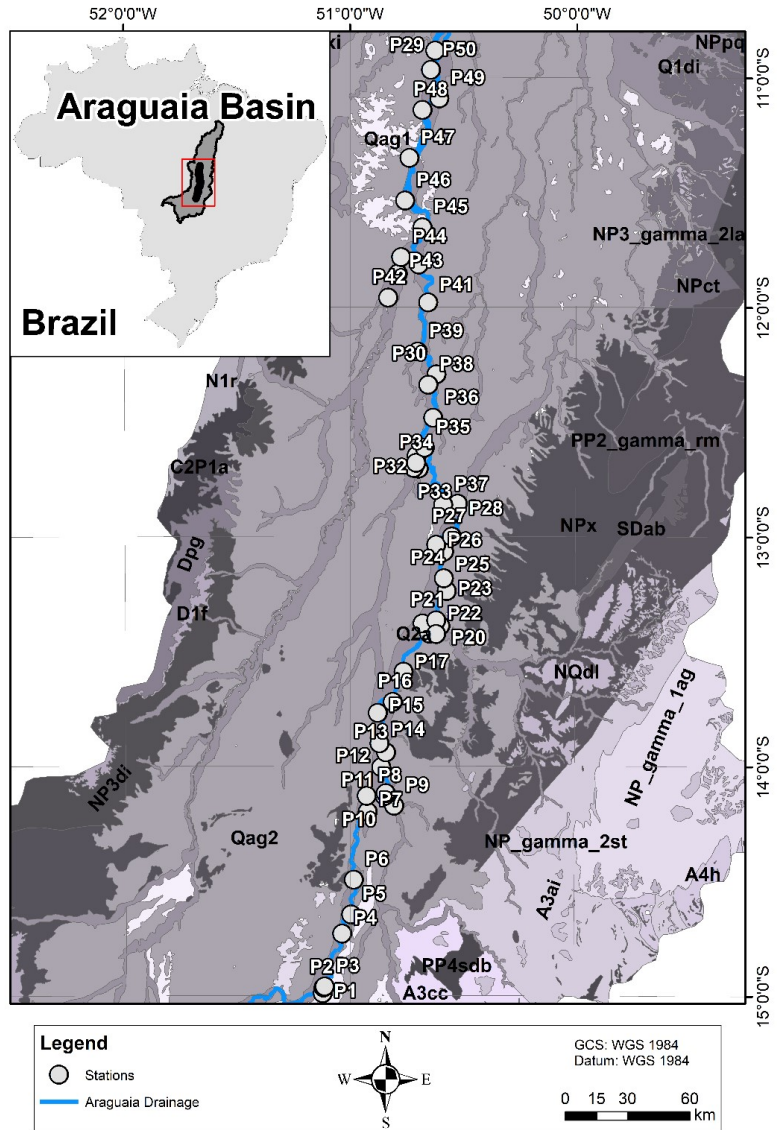 52°0'0"W
51°0'0"W
50°0'0"W
Araguaia Basin
Brazil
P29
P50
NPpq
Q1di
11°0'0"S
P49
P48
Qag1
P47
P46
P45
P44
NP3_gamma_2la
P43
P42
P41
NPct
12°0'0"S
P39
P30
P38
N1r
P36
P35
PP2_gamma_rm
P34
C2P1a
P32
P33
P37
P27
P28
NPx
SDab
13°0'0"S
P26
P24
P25
Dpg
P23
D1f
P21
P22
Q2a
P20
P17
NQdl
P16
P15
P14
P13
P12
NP_gamma_1ag
14°0'0"S
P11
P8
P9
P7
NP3di
P10
Qag2
NP_gamma_2st
P6
A4h
P5
A3ai
P4
P2
P3
PP4sdb
P1
A3cc
15°0'0"S
Legend
Stations
Araguaia Drainage
N
W
E
S
GCS: WGS 1984
Datum: WGS 1984
0 15 30 60
km